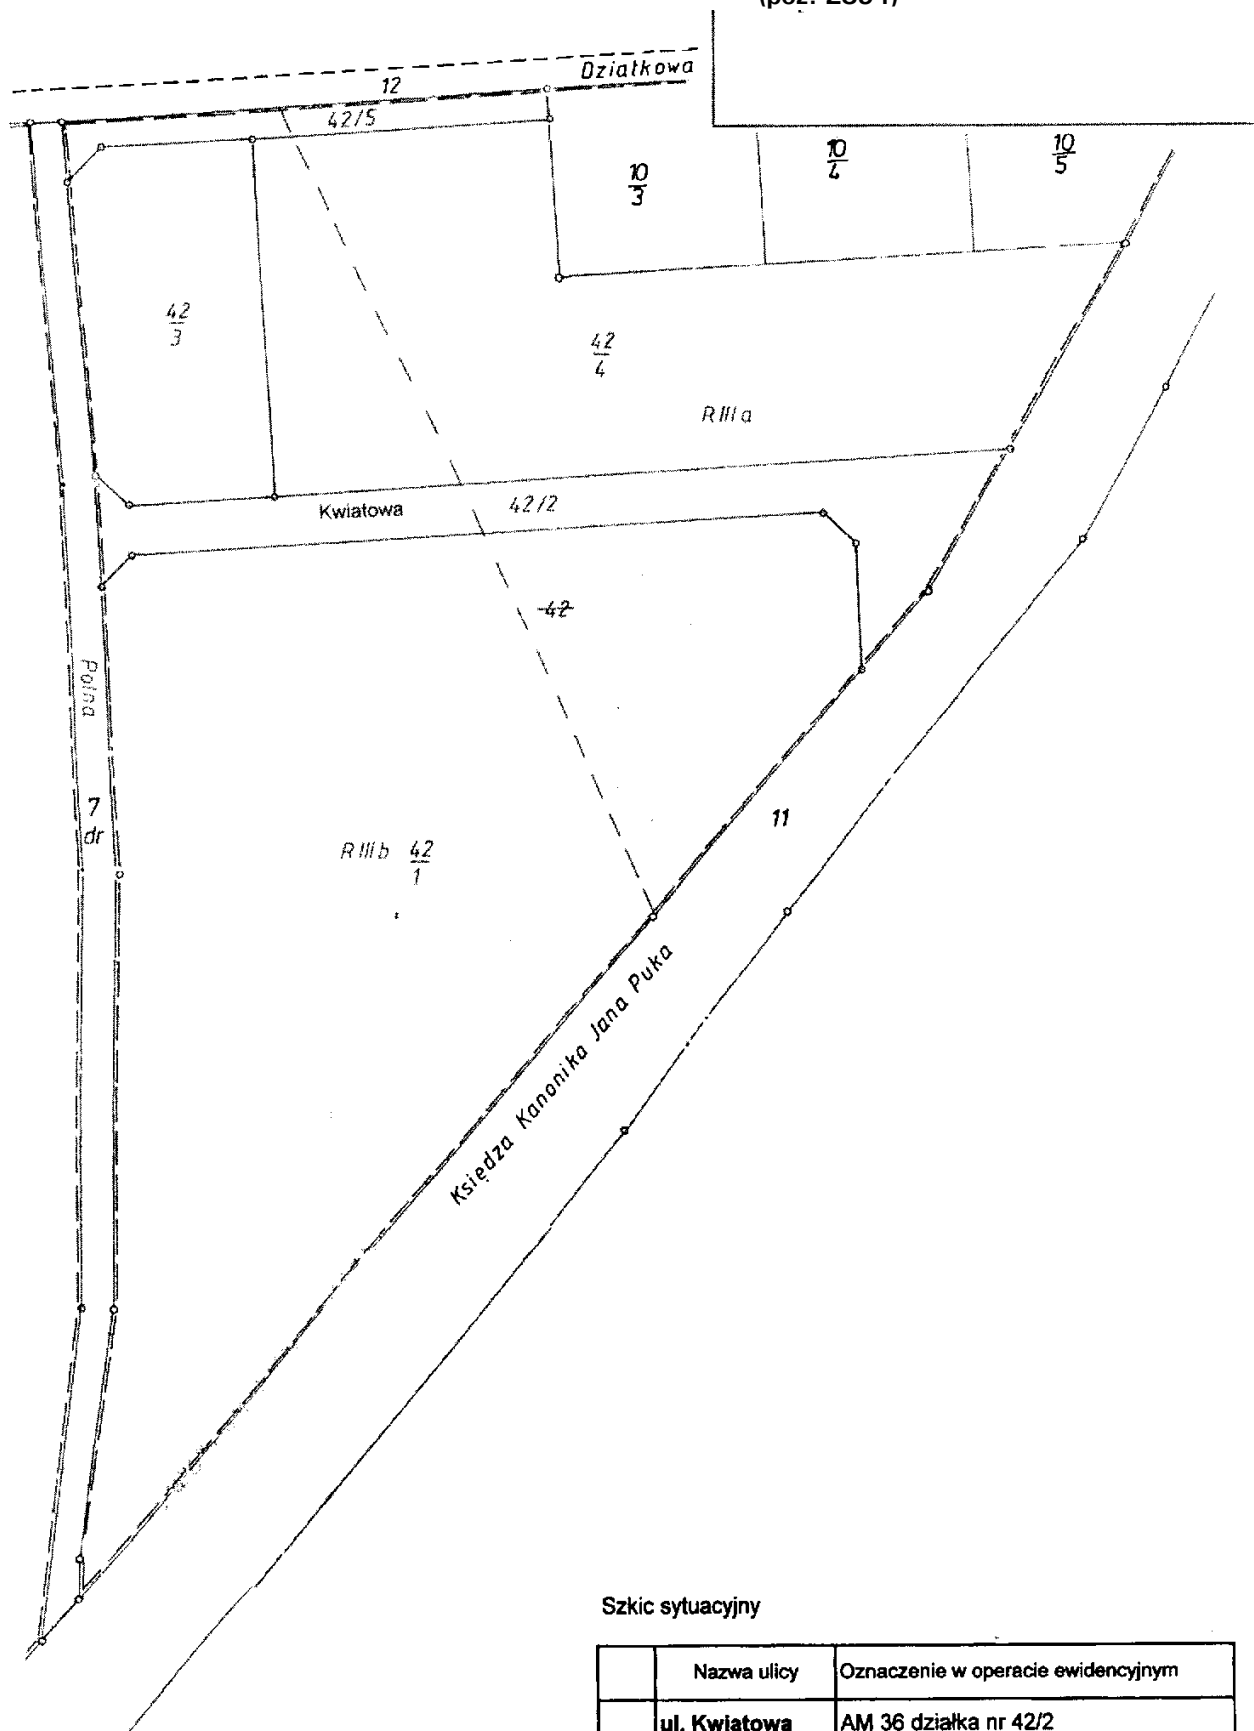 Działkowa
12
42/5
10
3
10
4
10
5
42
3
42
4
RIIIa
Kwiatowa
42/2
42
Polna
7
dr
RIIIb
42
1
11
Księdza Kanonika Jana Puka
Szkic sytuacyjny
Nazwa ulicy
Oznaczenie w operacie ewidencyjnym
ul. Kwiatowa
AM 36 działka nr 42/2